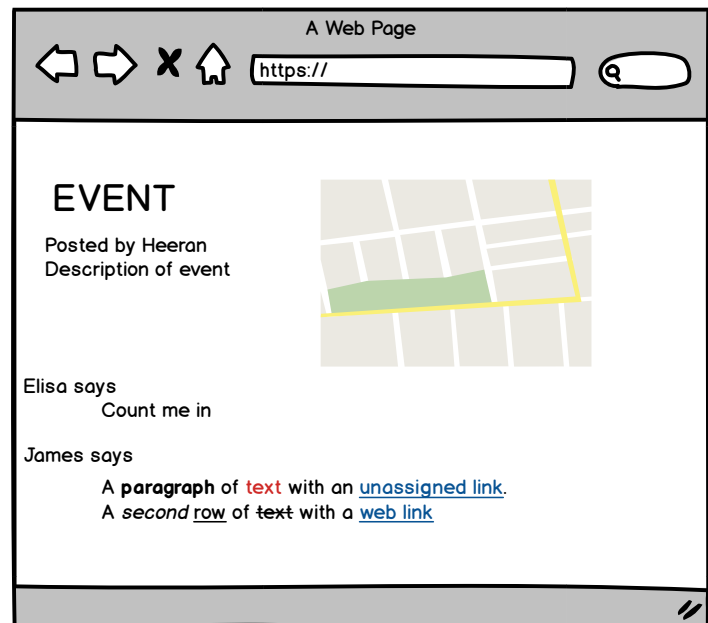 A Web Page
https://
EVENT
Posted by Heeran
Description of event
Elisa says
Count me in
James says
A paragraph of text with an unassigned link.
A second row of text with a web link